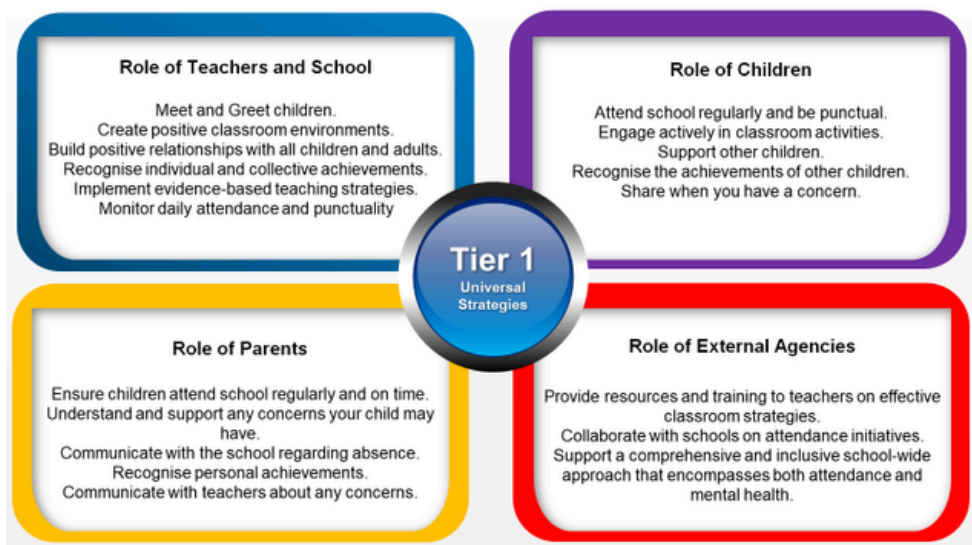 Role of Teachers and School
Meet and Greet children.
Create positive classroom environments.
Build positive relationships with all children and adults.
Recognise individual and collective achievements.
Implement evidence-based teaching strategies.
Monitor daily attendance and punctuality
Role of Children
Attend school regularly and be punctual.
Engage actively in classroom activities.
Support other children.
Recognise the achievements of other children.
Share when you have a concern.
Tier 1
Universal
Strategies
Role of Parents
Ensure children attend school regularly and on time.
Understand and support any concerns your child may
have.
Communicate with the school regarding absence.
Recognise personal achievements.
Communicate with teachers about any concerns.
Role of External Agencies
Provide resources and training to teachers on effective
classroom strategies.
Collaborate with schools on attendance initiatives.
Support a comprehensive and inclusive school-wide
approach that encompasses both attendance and
mental health.